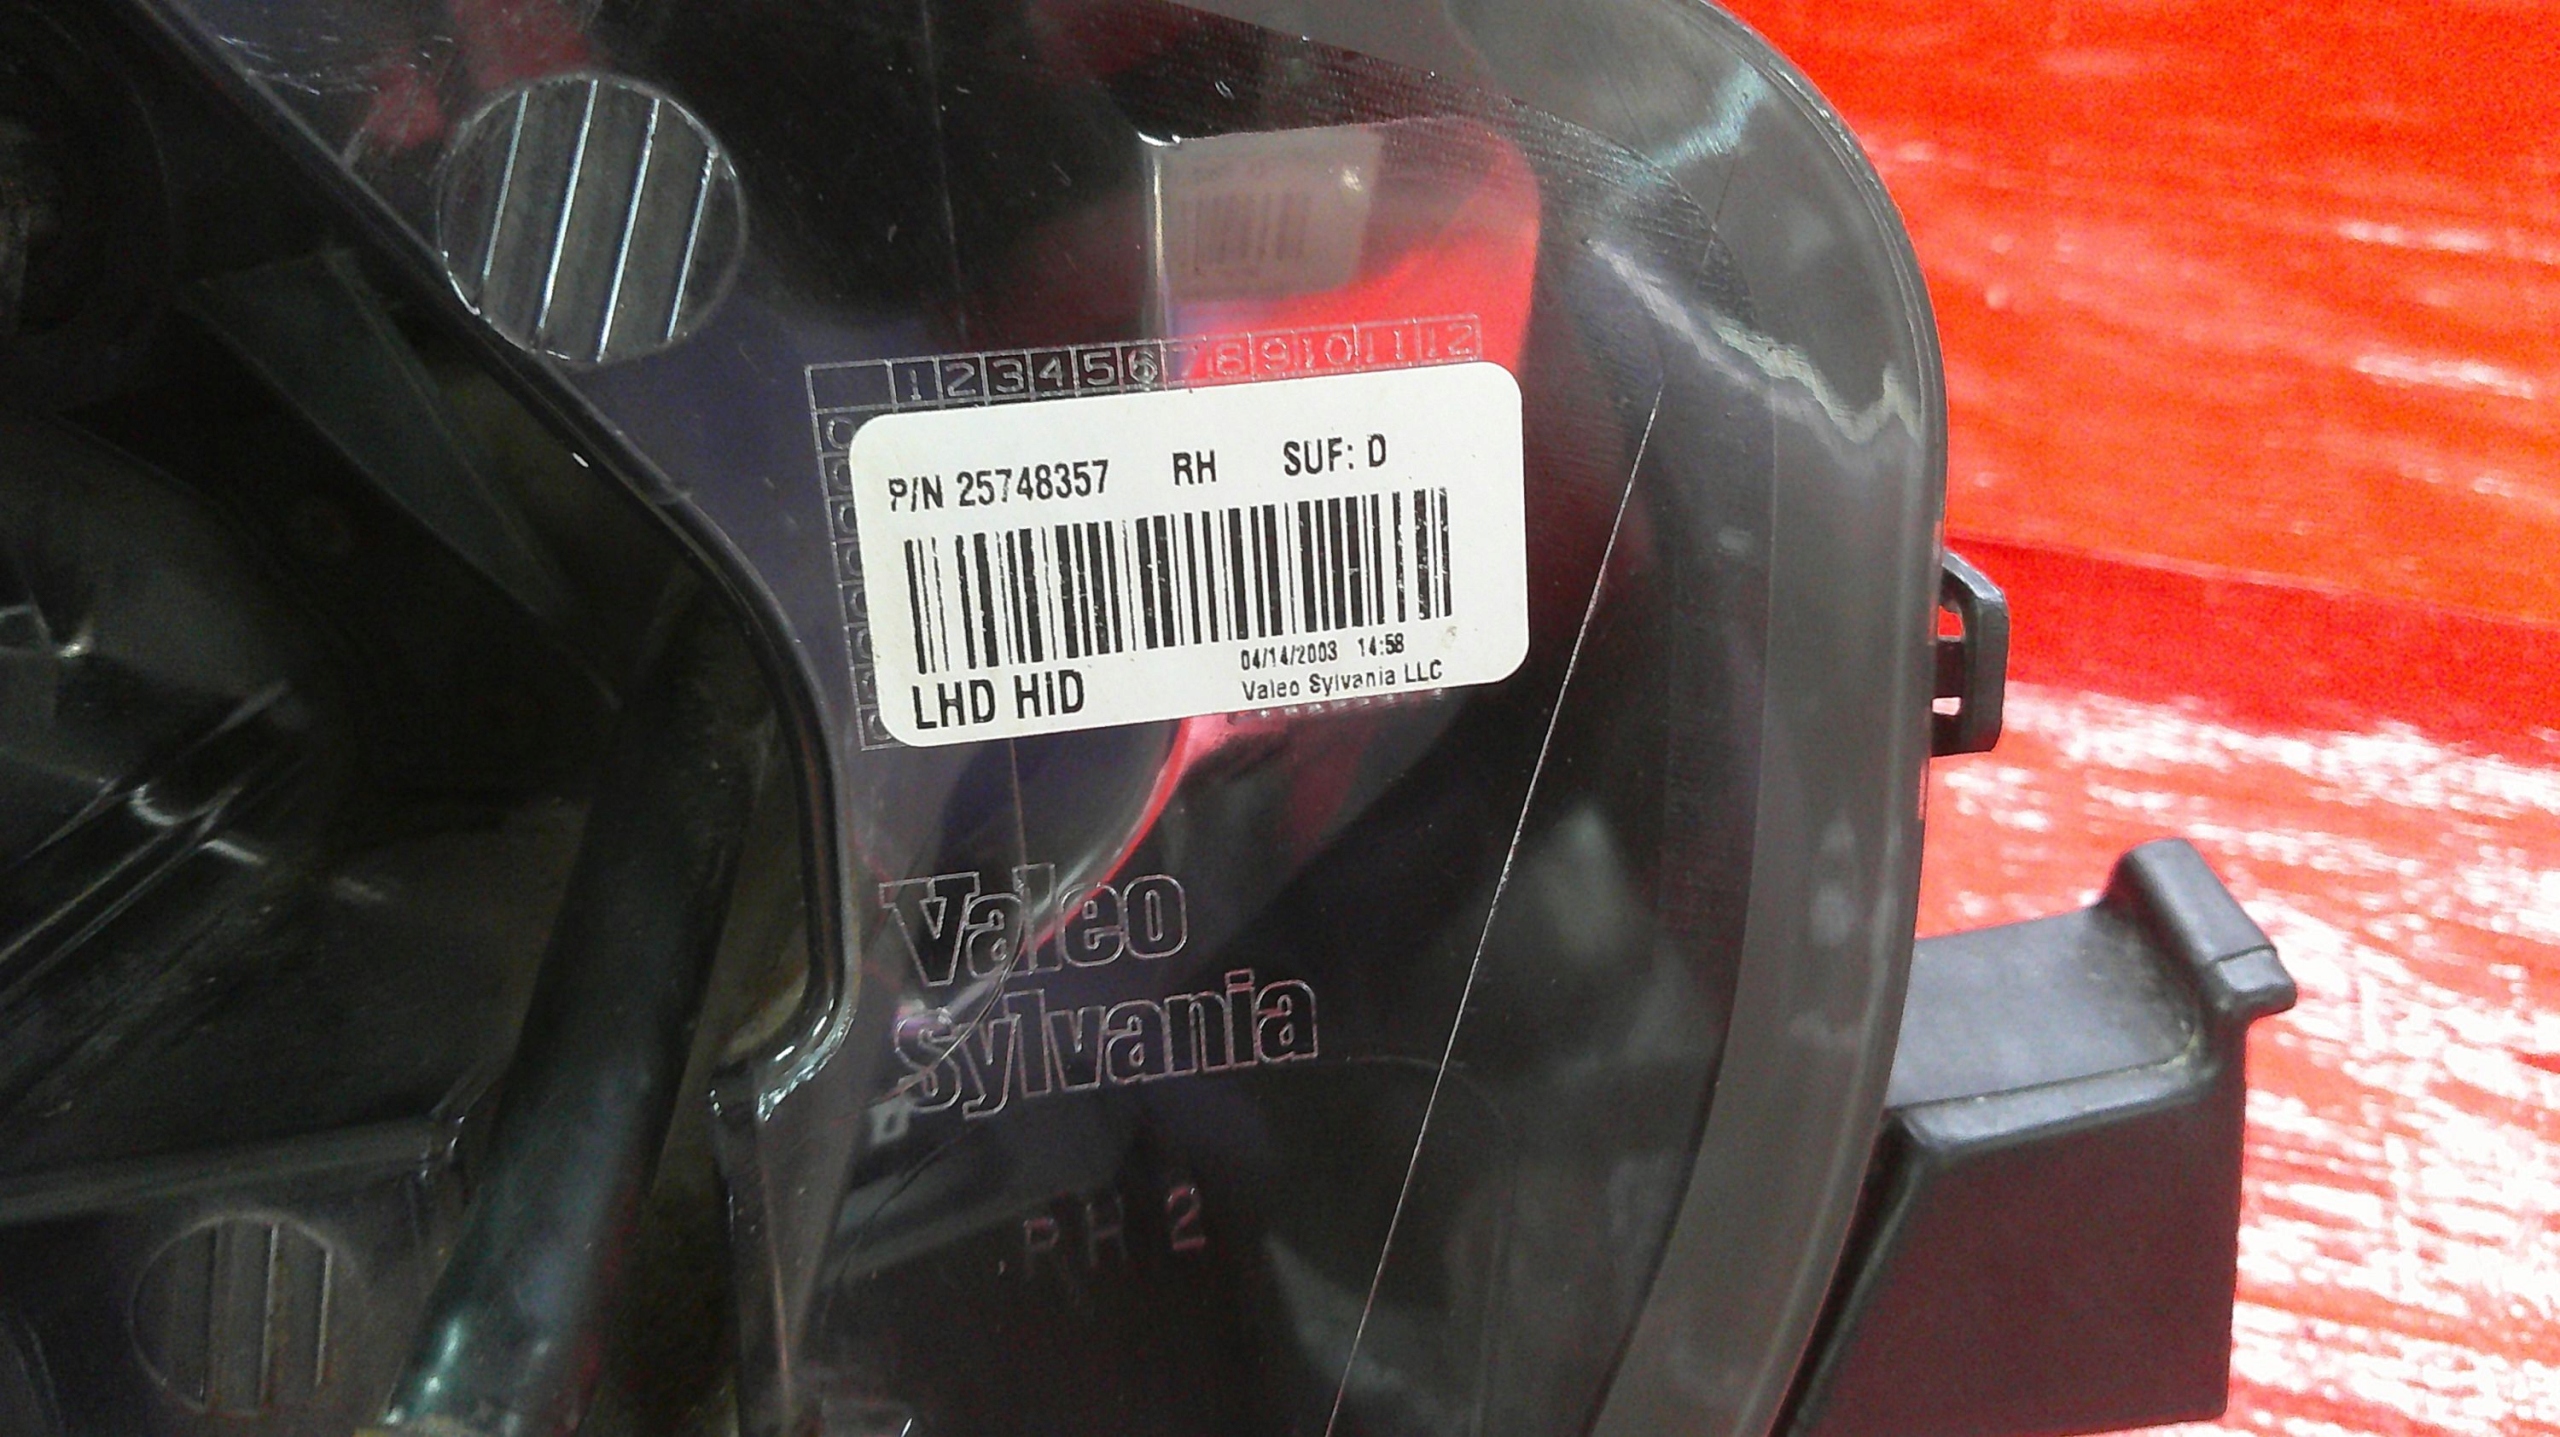 1 2 3 4 5 6 7 8 9 10 11 12
P/N 25748357 RH SUF: D
04/14/2003 14:58
LHD HID
Valeo Sylvania LLC
Valeo
sylvania
RH 2